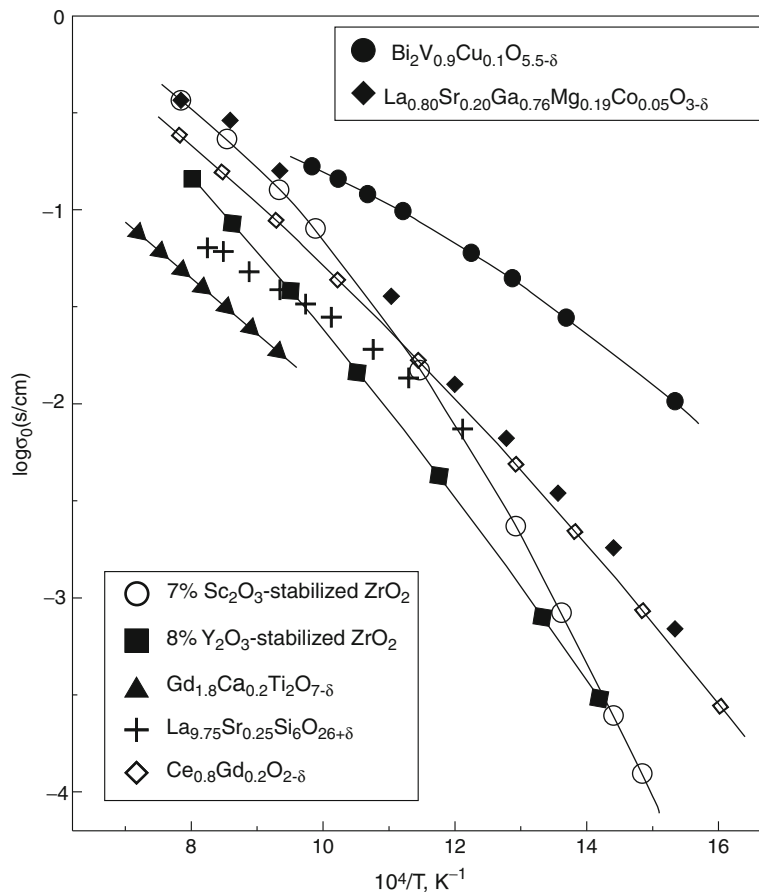 0
−1
−2
−3
−4
logσ₀(s/cm)
Bi₂V₀.₉Cu₀.₁O₅.₅-δ
La₀.₈₀Sr₀.₂₀Ga₀.₇₆Mg₀.₁₉Co₀.₀₅O₃-δ
7% Sc₂O₃-stabilized ZrO₂
8% Y₂O₃-stabilized ZrO₂
Gd₁.₈Ca₀.₂Ti₂O₇-δ
La₉.₇₅Sr₀.₂₅Si₆O₂₆+δ
Ce₀.₈Gd₀.₂O₂-δ
8 10 12 14 16
10⁴/T, K⁻¹